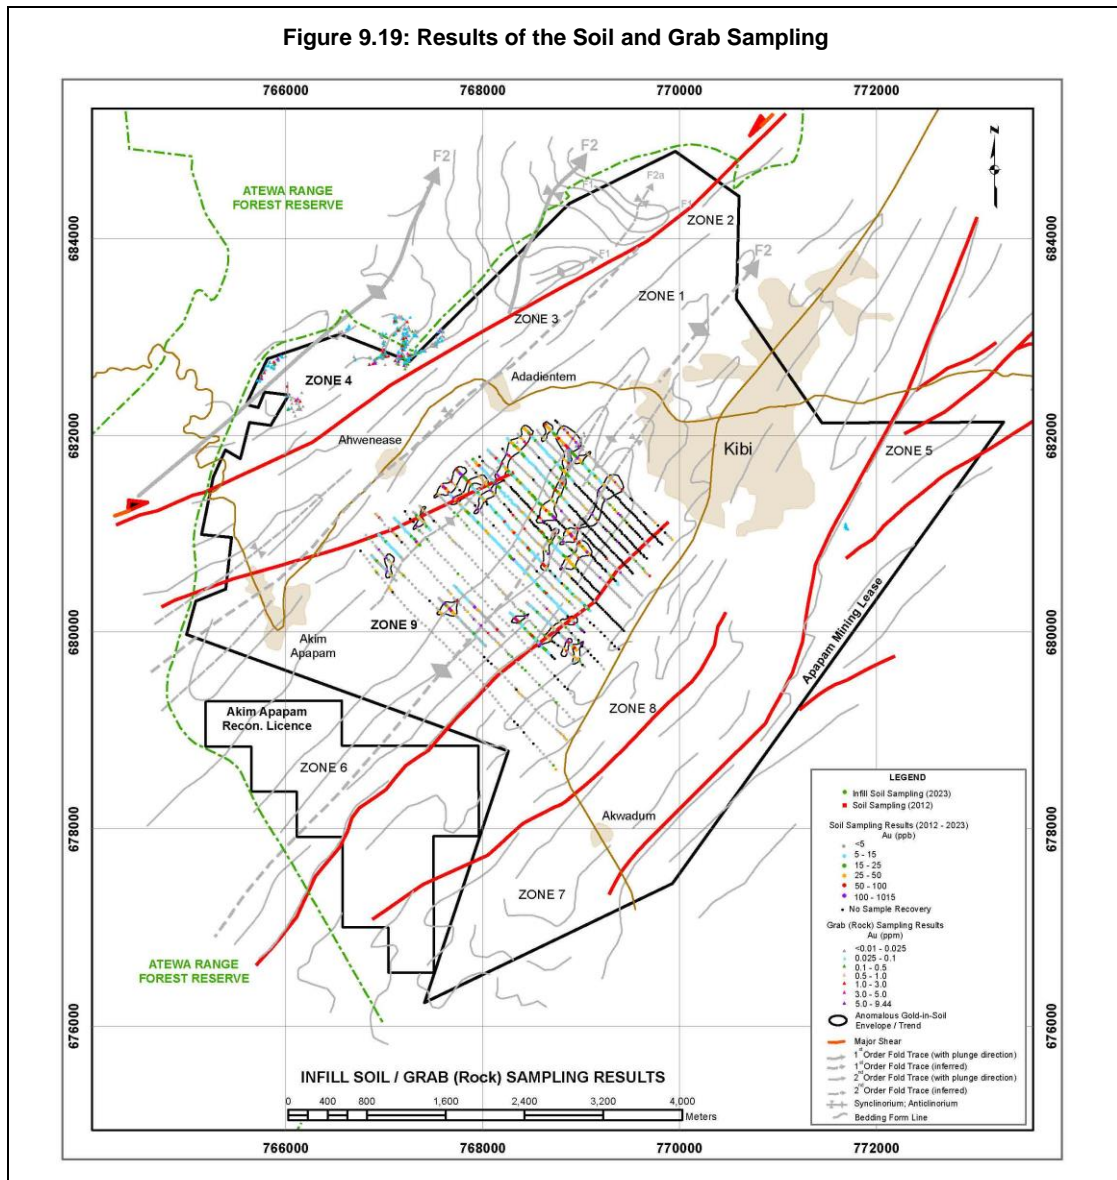 Figure 9.19: Results of the Soil and Grab Sampling
766000
768000
770000
772000
F2
F2
F1
F2a
F1
F1
F2
ATEWA RANGE
FOREST RESERVE
ZONE 2
ZONE 1
ZONE 3
ZONE 4
Adadientem
Ahwenease
Kibi
ZONE 5
684000
684000
682000
682000
680000
680000
678000
678000
676000
676000
ZONE 9
Akim
Apapam
Apapam Mining Lease
Akim Apapam
Recon. Licence
ZONE 6
ZONE 8
Akwadum
ZONE 7
ATEWA RANGE
FOREST RESERVE
LEGEND
Infill Soil Sampling (2023)
Soil Sampling (2012)
Soil Sampling Results (2012 - 2023)
Au (ppb)
<5
5 - 15
15 - 25
25 - 50
50 - 100
100 - 1015
No Sample Recovery
Grab (Rock) Sampling Results
Au (ppm)
<0.01 - 0.025
0.025 - 0.1
0.1 - 0.5
0.5 - 1.0
1.0 - 3.0
3.0 - 5.0
5.0 - 9.44
Anomalous Gold-in-Soil
Envelope / Trend
Major Shear
1st Order Fold Trace (with plunge direction)
1st Order Fold Trace (inferred)
2nd Order Fold Trace (with plunge direction)
2nd Order Fold Trace (inferred)
Synclinorium; Anticlinorium
Bedding Form Line
INFILL SOIL / GRAB (Rock) SAMPLING RESULTS
0 400 800 1,600 2,400 3,200 4,000
Meters
766000
768000
770000
772000